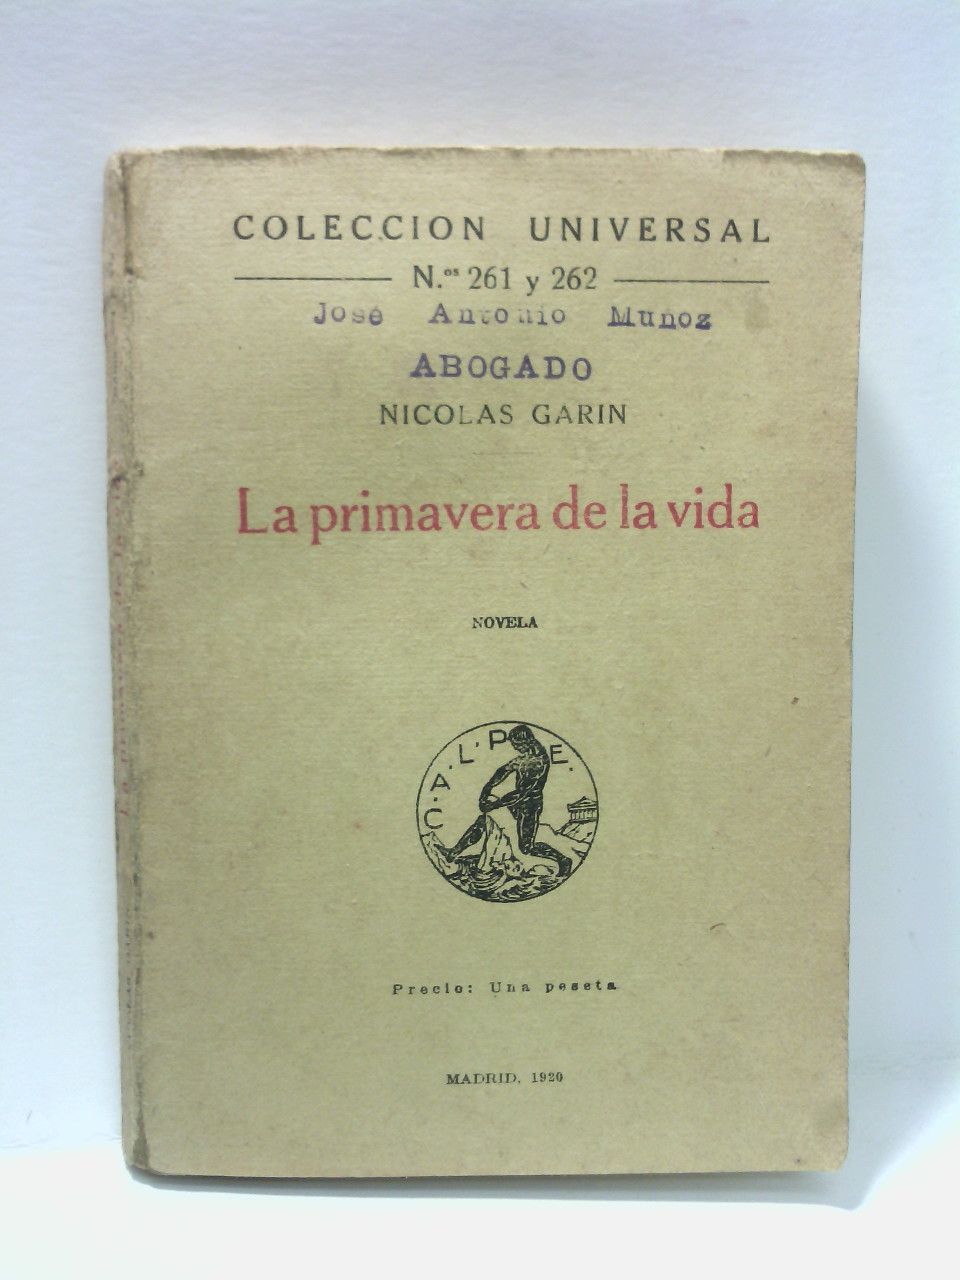 COLECCION UNIVERSAL
N.os 261 y 262
José Antonio Munoz
ABOGADO
NICOLAS GARIN
La primavera de la vida
NOVELA
C.A.L.P.E.
Precio: Una peseta
MADRID, 1920